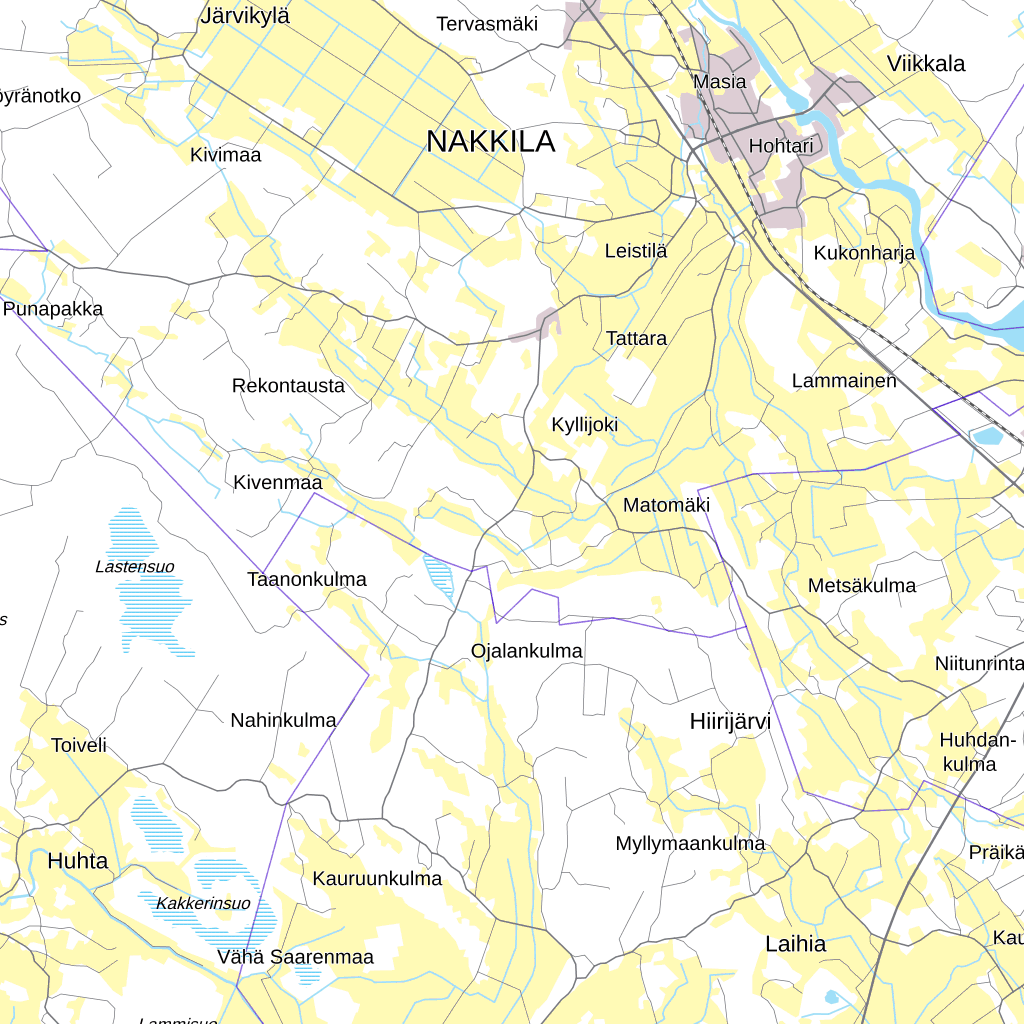 Järvikylä
Tervasmäki
Viikkala
Masia
NAKKILA
Hohtari
Kivimaa
Leistilä
Kukonharja
Punapakka
Tattara
Rekontausta
Lammainen
Kyllijoki
Kivenmaa
Matomäki
Lastensuo
Taanonkulma
Metsäkulma
Ojalankulma
Niitunrinta
Nahinkulma
Hiirijärvi
Toiveli
Huhdan-
kulma
Myllymaankulma
Huhta
Kauruunkulma
Kakkerinsuo
Laihia
Vähä Saarenmaa